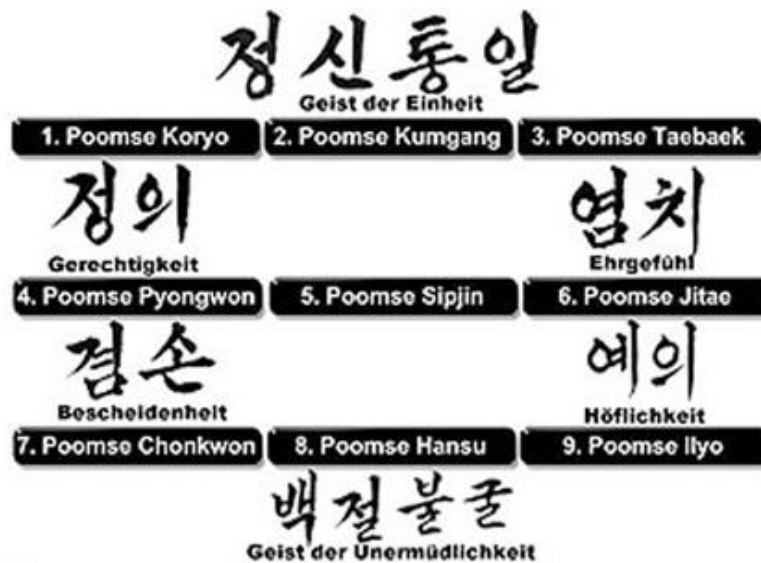 정신통일
Geist der Einheit
1. Poomse Koryo 2. Poomse Kumgang 3. Poomse Taebaek
정의 염치
Gerechtigkeit Ehrgefühl
4. Poomse Pyongwon 5. Poomse Sipjin 6. Poomse Jitae
겸손 예의
Bescheidenheit Höflichkeit
7. Poomse Chonkwon 8. Poomse Hansu 9. Poomse Ilyo
백절불굴
Geist der Unermüdlichkeit